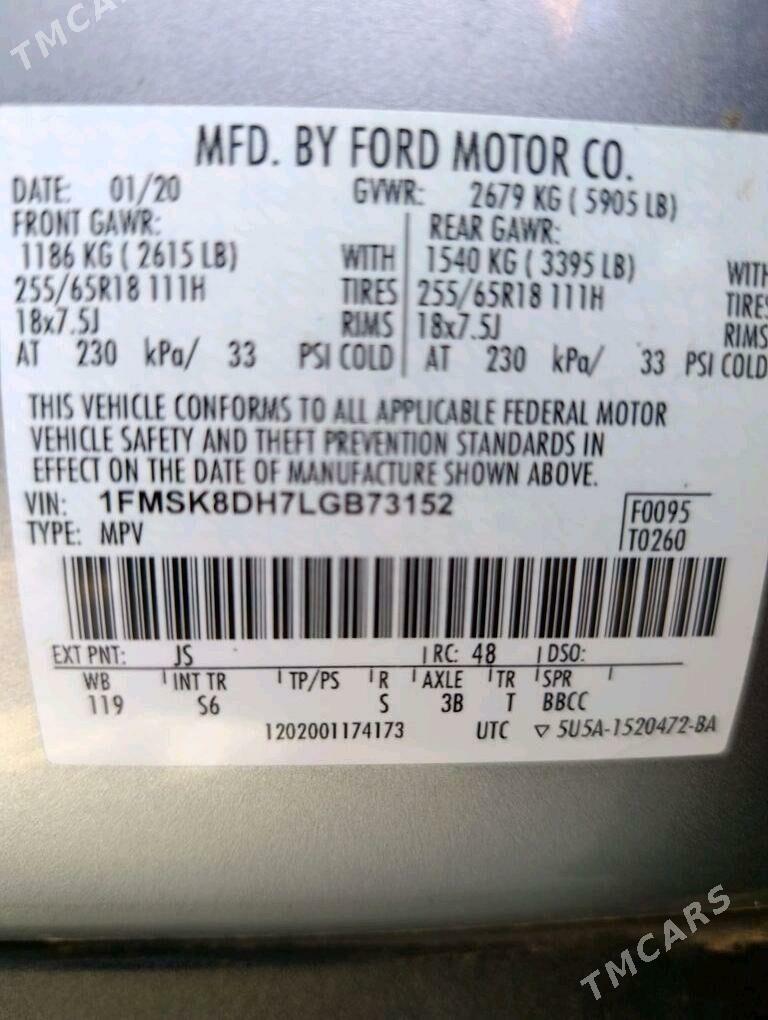 TMCARS
MFD. BY FORD MOTOR CO.
DATE: 01/20 GVWR: 2679 KG ( 5905 LB)
FRONT GAWR: REAR GAWR:
1186 KG ( 2615 LB) WITH 1540 KG ( 3395 LB) WITH
255/65R18 111H TIRES 255/65R18 111H TIRES
18x7.5J RIMS 18x7.5J RIMS
AT 230 kPa/ 33 PSI COLD AT 230 kPa/ 33 PSI COLD
THIS VEHICLE CONFORMS TO ALL APPLICABLE FEDERAL MOTOR
VEHICLE SAFETY AND THEFT PREVENTION STANDARDS IN
EFFECT ON THE DATE OF MANUFACTURE SHOWN ABOVE.
VIN: 1FMSK8DH7LGB73152 F0095
TYPE: MPV T0260
EXT PNT: JS RC: 48 DSO:
WB INT TR TP/PS R AXLE TR SPR
119 S6 S 3B T BBCC
1202001174173 UTC ▽ 5U5A-1520472-BA
TMCARS